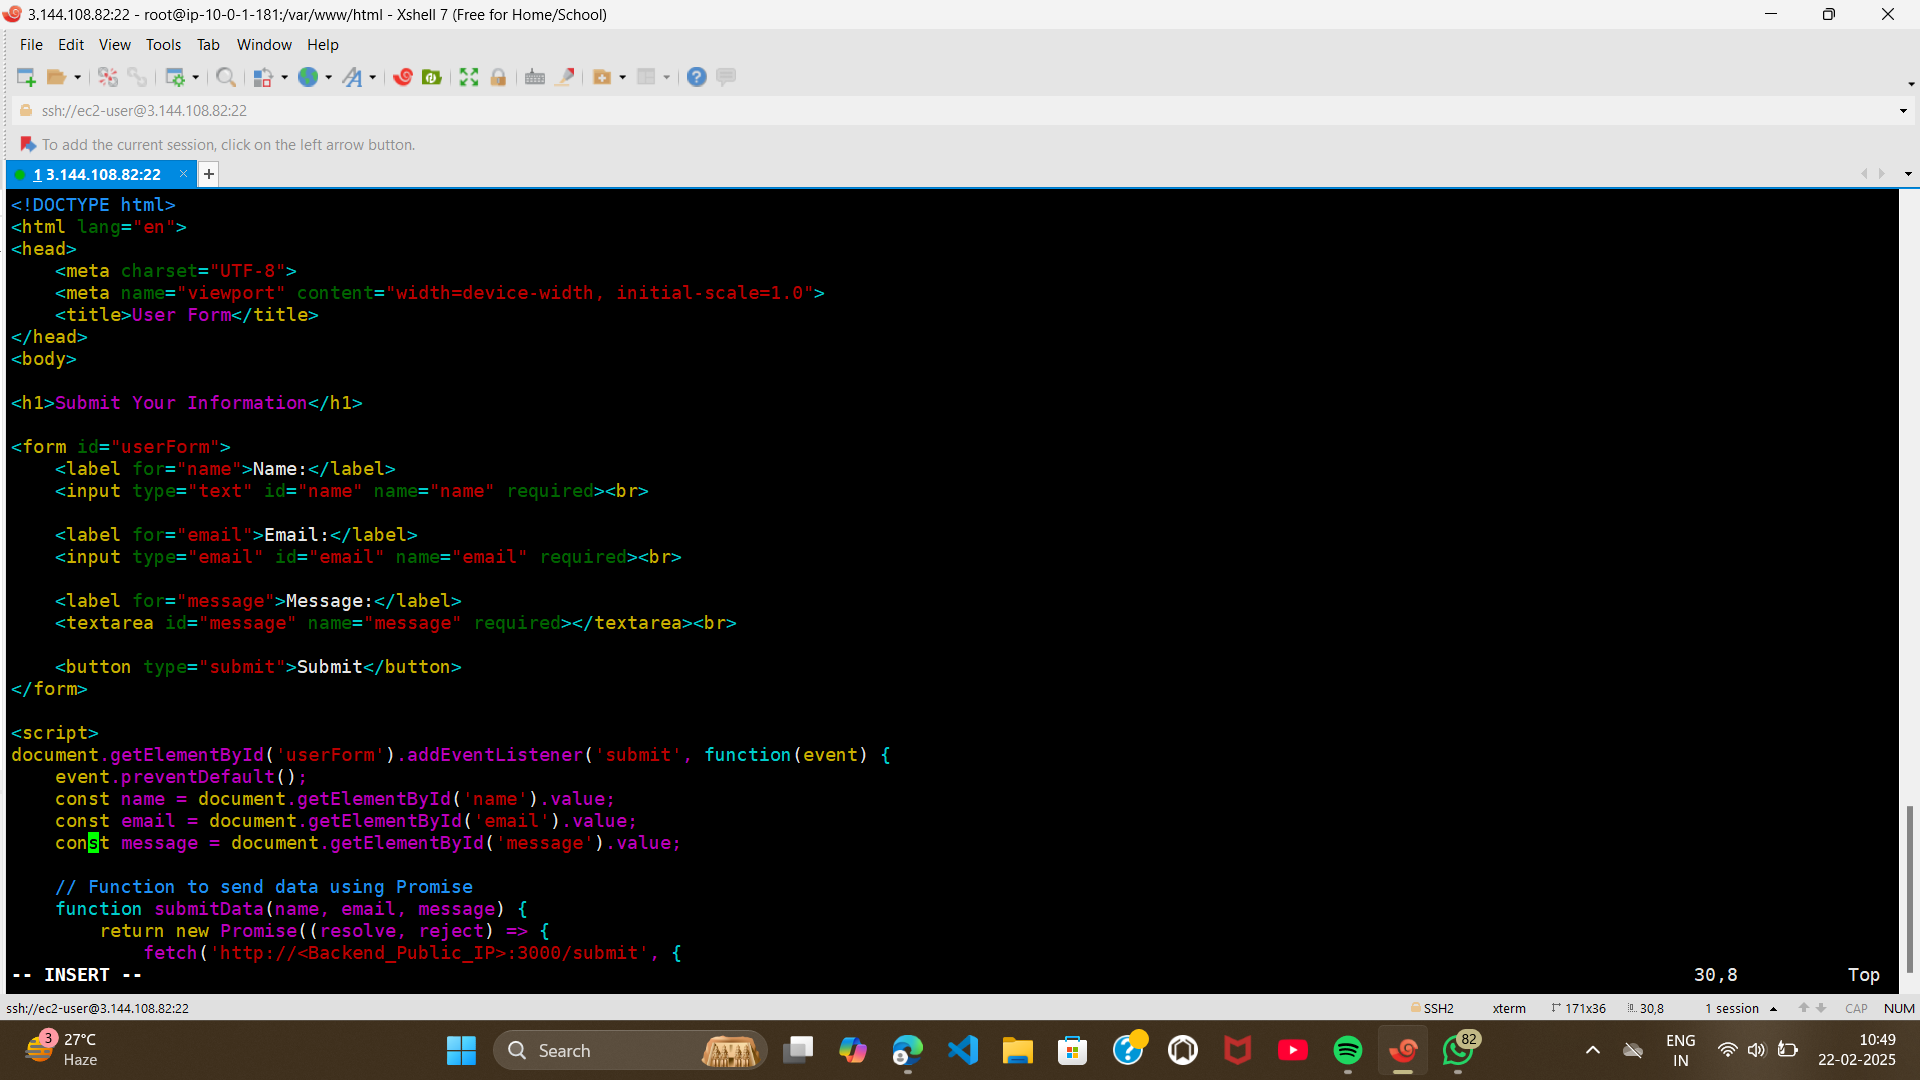 3.144.108.82:22 - root@ip-10-0-1-181:/var/www/html - Xshell 7 (Free for Home/School)
File Edit View Tools Tab Window Help
ssh://ec2-user@3.144.108.82:22
To add the current session, click on the left arrow button.
1 3.144.108.82:22 × +
<!DOCTYPE html>
<html lang="en">
<head>
    <meta charset="UTF-8">
    <meta name="viewport" content="width=device-width, initial-scale=1.0">
    <title>User Form</title>
</head>
<body>

<h1>Submit Your Information</h1>

<form id="userForm">
    <label for="name">Name:</label>
    <input type="text" id="name" name="name" required><br>

    <label for="email">Email:</label>
    <input type="email" id="email" name="email" required><br>

    <label for="message">Message:</label>
    <textarea id="message" name="message" required></textarea><br>

    <button type="submit">Submit</button>
</form>

<script>
document.getElementById('userForm').addEventListener('submit', function(event) {
    event.preventDefault();
    const name = document.getElementById('name').value;
    const email = document.getElementById('email').value;
    const message = document.getElementById('message').value;

    // Function to send data using Promise
    function submitData(name, email, message) {
        return new Promise((resolve, reject) => {
            fetch('http://<Backend_Public_IP>:3000/submit', {
-- INSERT -- 30,8 Top
ssh://ec2-user@3.144.108.82:22 SSH2 xterm 171x36 30,8 1 session CAP NUM
3 27°C
Haze
Search
82
ENG
IN
10:49
22-02-2025